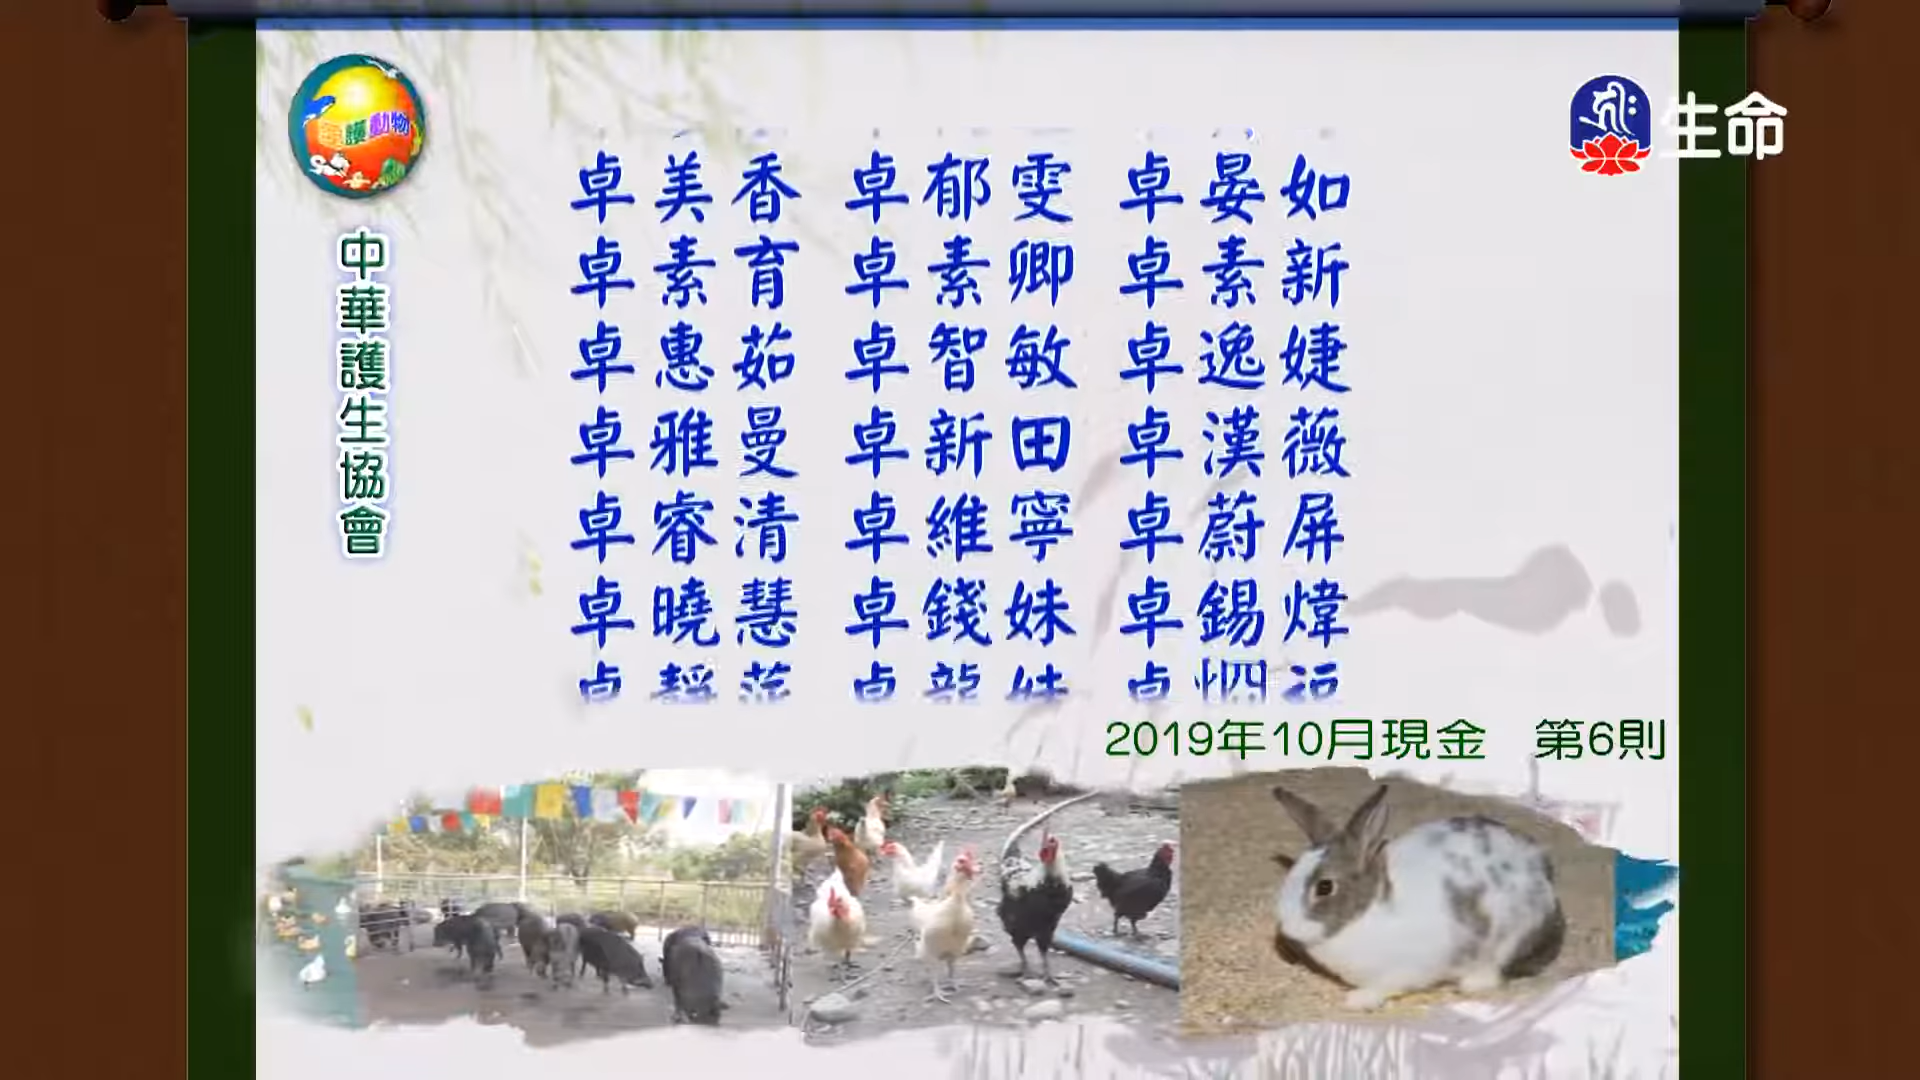 生命
護動物
中華護生協會
卓美香 卓郁雯 卓晏如
卓素育 卓素卿 卓素新
卓惠茹 卓智敏 卓逸婕
卓雅曼 卓新田 卓漢薇
卓睿清 卓維寧 卓蔚屏
卓曉慧 卓錢妹 卓錫煒
2019年10月現金 第6則